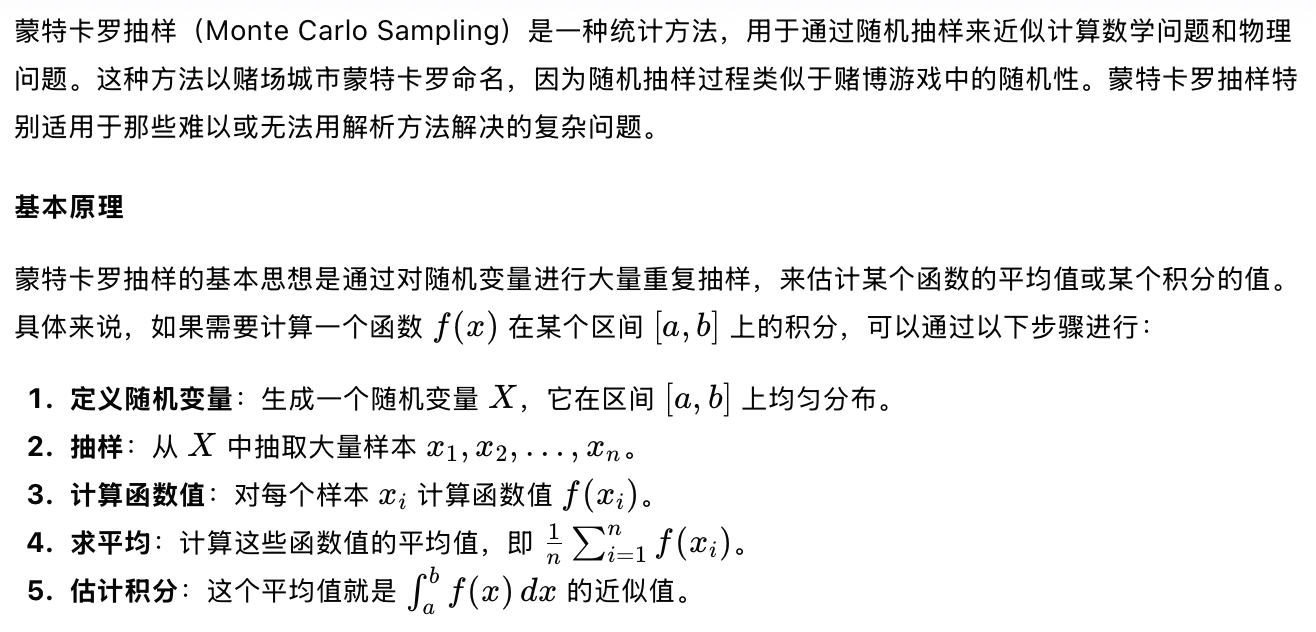 蒙特卡罗抽样（Monte Carlo Sampling）是一种统计方法，用于通过随机抽样来近似计算数学问题和物理
问题。这种方法以赌场城市蒙特卡罗命名，因为随机抽样过程类似于赌博游戏中的随机性。蒙特卡罗抽样特
别适用于那些难以或无法用解析方法解决的复杂问题。
基本原理
蒙特卡罗抽样的基本思想是通过对随机变量进行大量重复抽样，来估计某个函数的平均值或某个积分的值。
具体来说，如果需要计算一个函数 f(x) 在某个区间 [a, b] 上的积分，可以通过以下步骤进行：
1. 定义随机变量：生成一个随机变量 X，它在区间 [a, b] 上均匀分布。
2. 抽样：从 X 中抽取大量样本 x₁, x₂, . . . , xₙ。
3. 计算函数值：对每个样本 xᵢ 计算函数值 f(xᵢ)。
4. 求平均：计算这些函数值的平均值，即 1/n ∑ⁿᵢ₌₁ f(xᵢ)。
5. 估计积分：这个平均值就是 ∫ₐᵇ f(x) dx 的近似值。